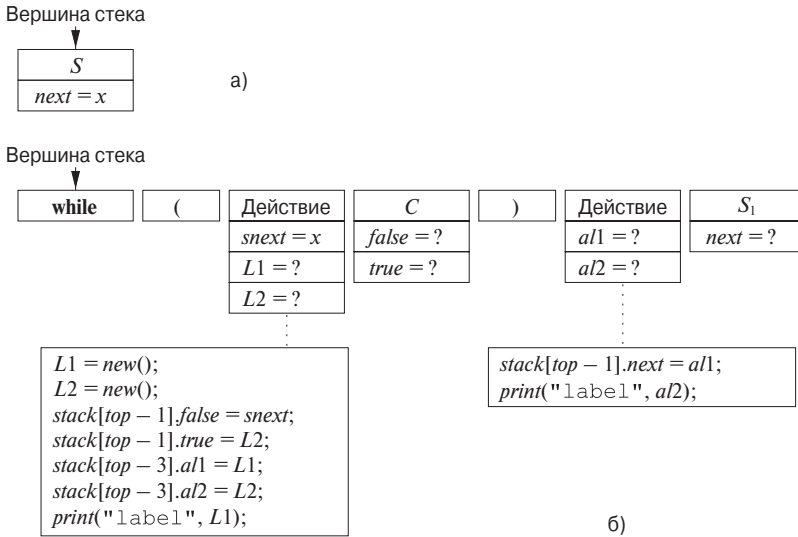 Вершина стека
S
next = x
а)
Вершина стека
while ( Действие C ) Действие S₁
snext = x false = ? al1 = ? next = ?
L1 = ? true = ? al2 = ?
L2 = ?
L1 = new();
L2 = new();
stack[top − 1].false = snext;
stack[top − 1].true = L2;
stack[top − 3].al1 = L1;
stack[top − 3].al2 = L2;
print("label", L1);
stack[top − 1].next = al1;
print("label", al2);
б)